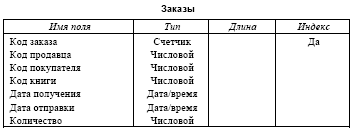 Заказы
Имя поля Тип Длина Индекс
Код заказа Счетчик Да
Код продавца Числовой
Код покупателя Числовой
Код книги Числовой
Дата получения Дата/время
Дата отправки Дата/время
Количество Числовой